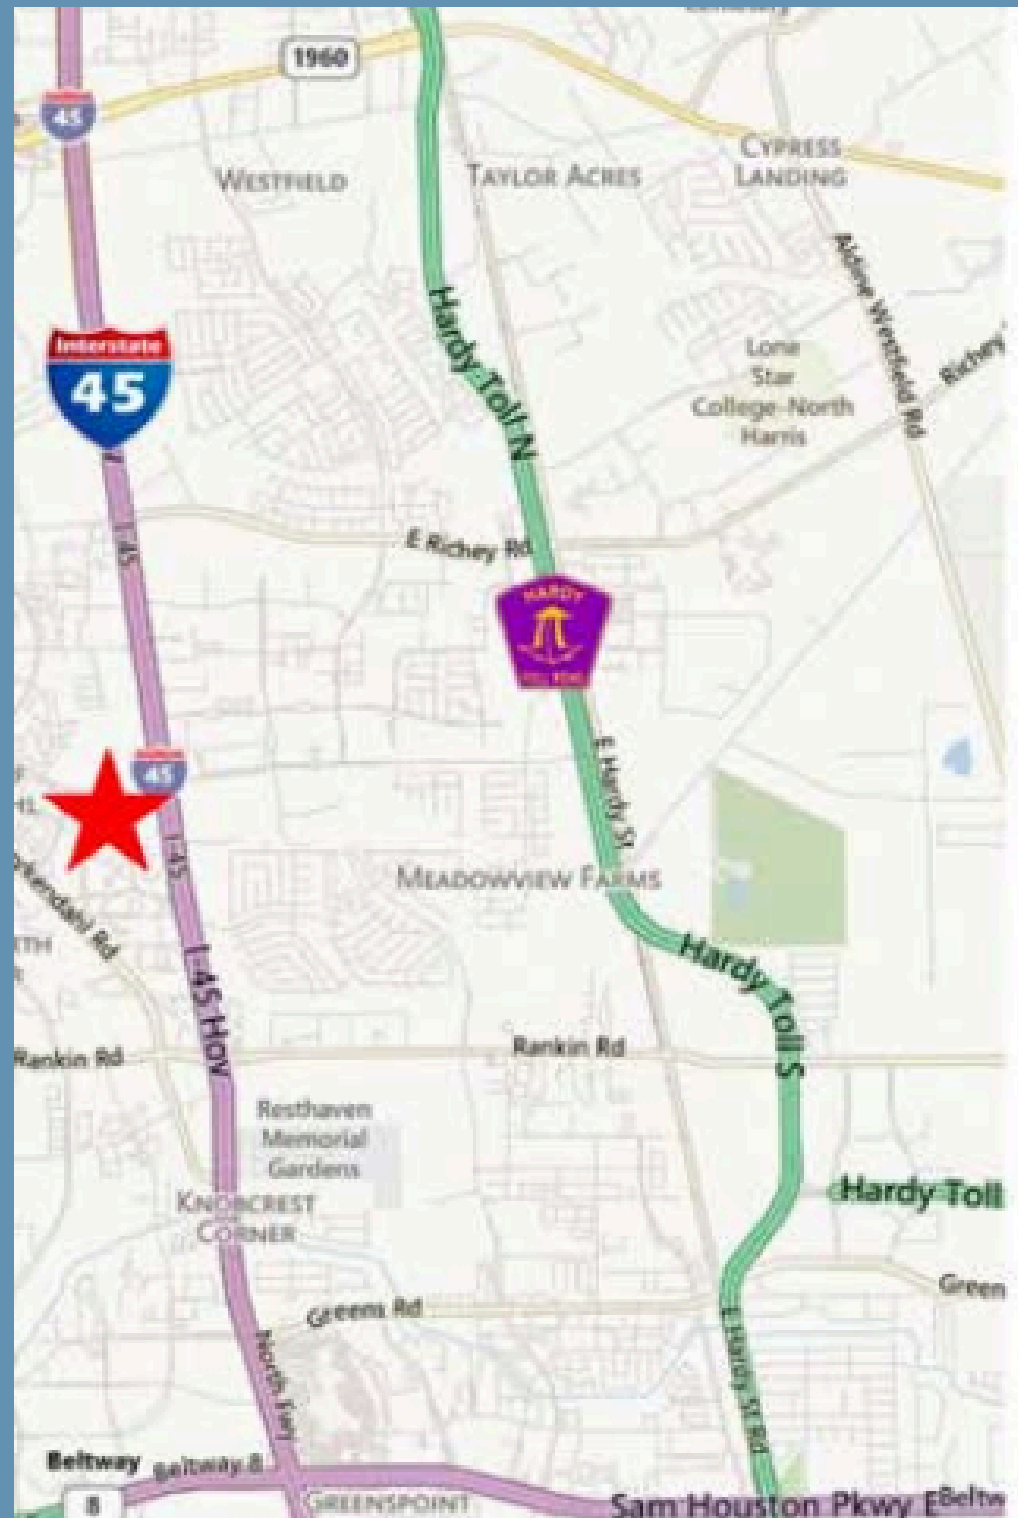 1960
45
WESTFIELD
TAYLOR ACRES
CYPRESS
LANDING
Aldine Westfield Rd
Hardy Toll N
Interstate
45
Lone
Star
College-North
Harris
Richey
I-45
E Richey Rd
HARDY
TOLL ROAD
E Hardy St
45
I-45
MEADOWVIEW FARMS
Hardy Toll S
I-45 Hov
Rankin Rd
Rankin Rd
Resthaven
Memorial
Gardens
KNOBCREST
CORNER
Hardy Toll
Green
Greens Rd
North Fwy
E Hardy St Rd
Beltway
8
Beltway 8
GREENSPOINT
Sam Houston Pkwy E
Beltw